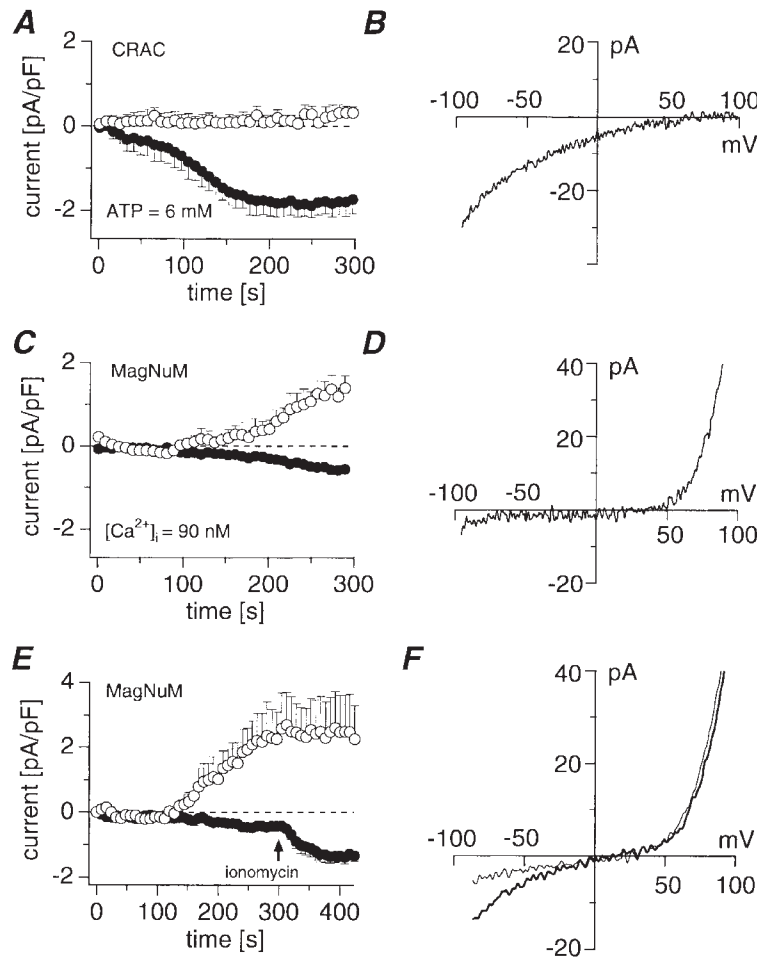 A
CRAC
2
0
-2
current [pA/pF]
ATP = 6 mM
0
100
200
300
time [s]
B
20
pA
-100
-50
50
100
mV
-20
C
MagNuM
2
0
-2
current [pA/pF]
[Ca2+]i = 90 nM
0
100
200
300
time [s]
D
40
pA
20
-100
-50
mV
50
100
-20
E
MagNuM
4
2
0
-2
current [pA/pF]
ionomycin
0
100
200
300
400
time [s]
F
40
pA
20
-100
-50
mV
50
100
-20